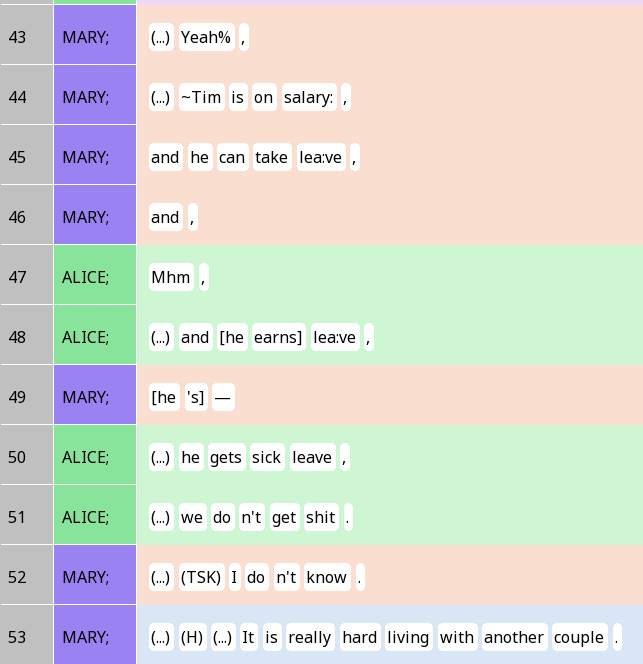 43 MARY; (...) Yeah% ,
44 MARY; (...) ~Tim is on salary: ,
45 MARY; and he can take lea:ve ,
46 MARY; and ,
47 ALICE; Mhm ,
48 ALICE; (...) and [he earns] lea:ve ,
49 MARY; [he 's] —
50 ALICE; (...) he gets sick leave ,
51 ALICE; (...) we do n't get shit .
52 MARY; (...) (TSK) I do n't know .
53 MARY; (...) (H) (...) It is really hard living with another couple .